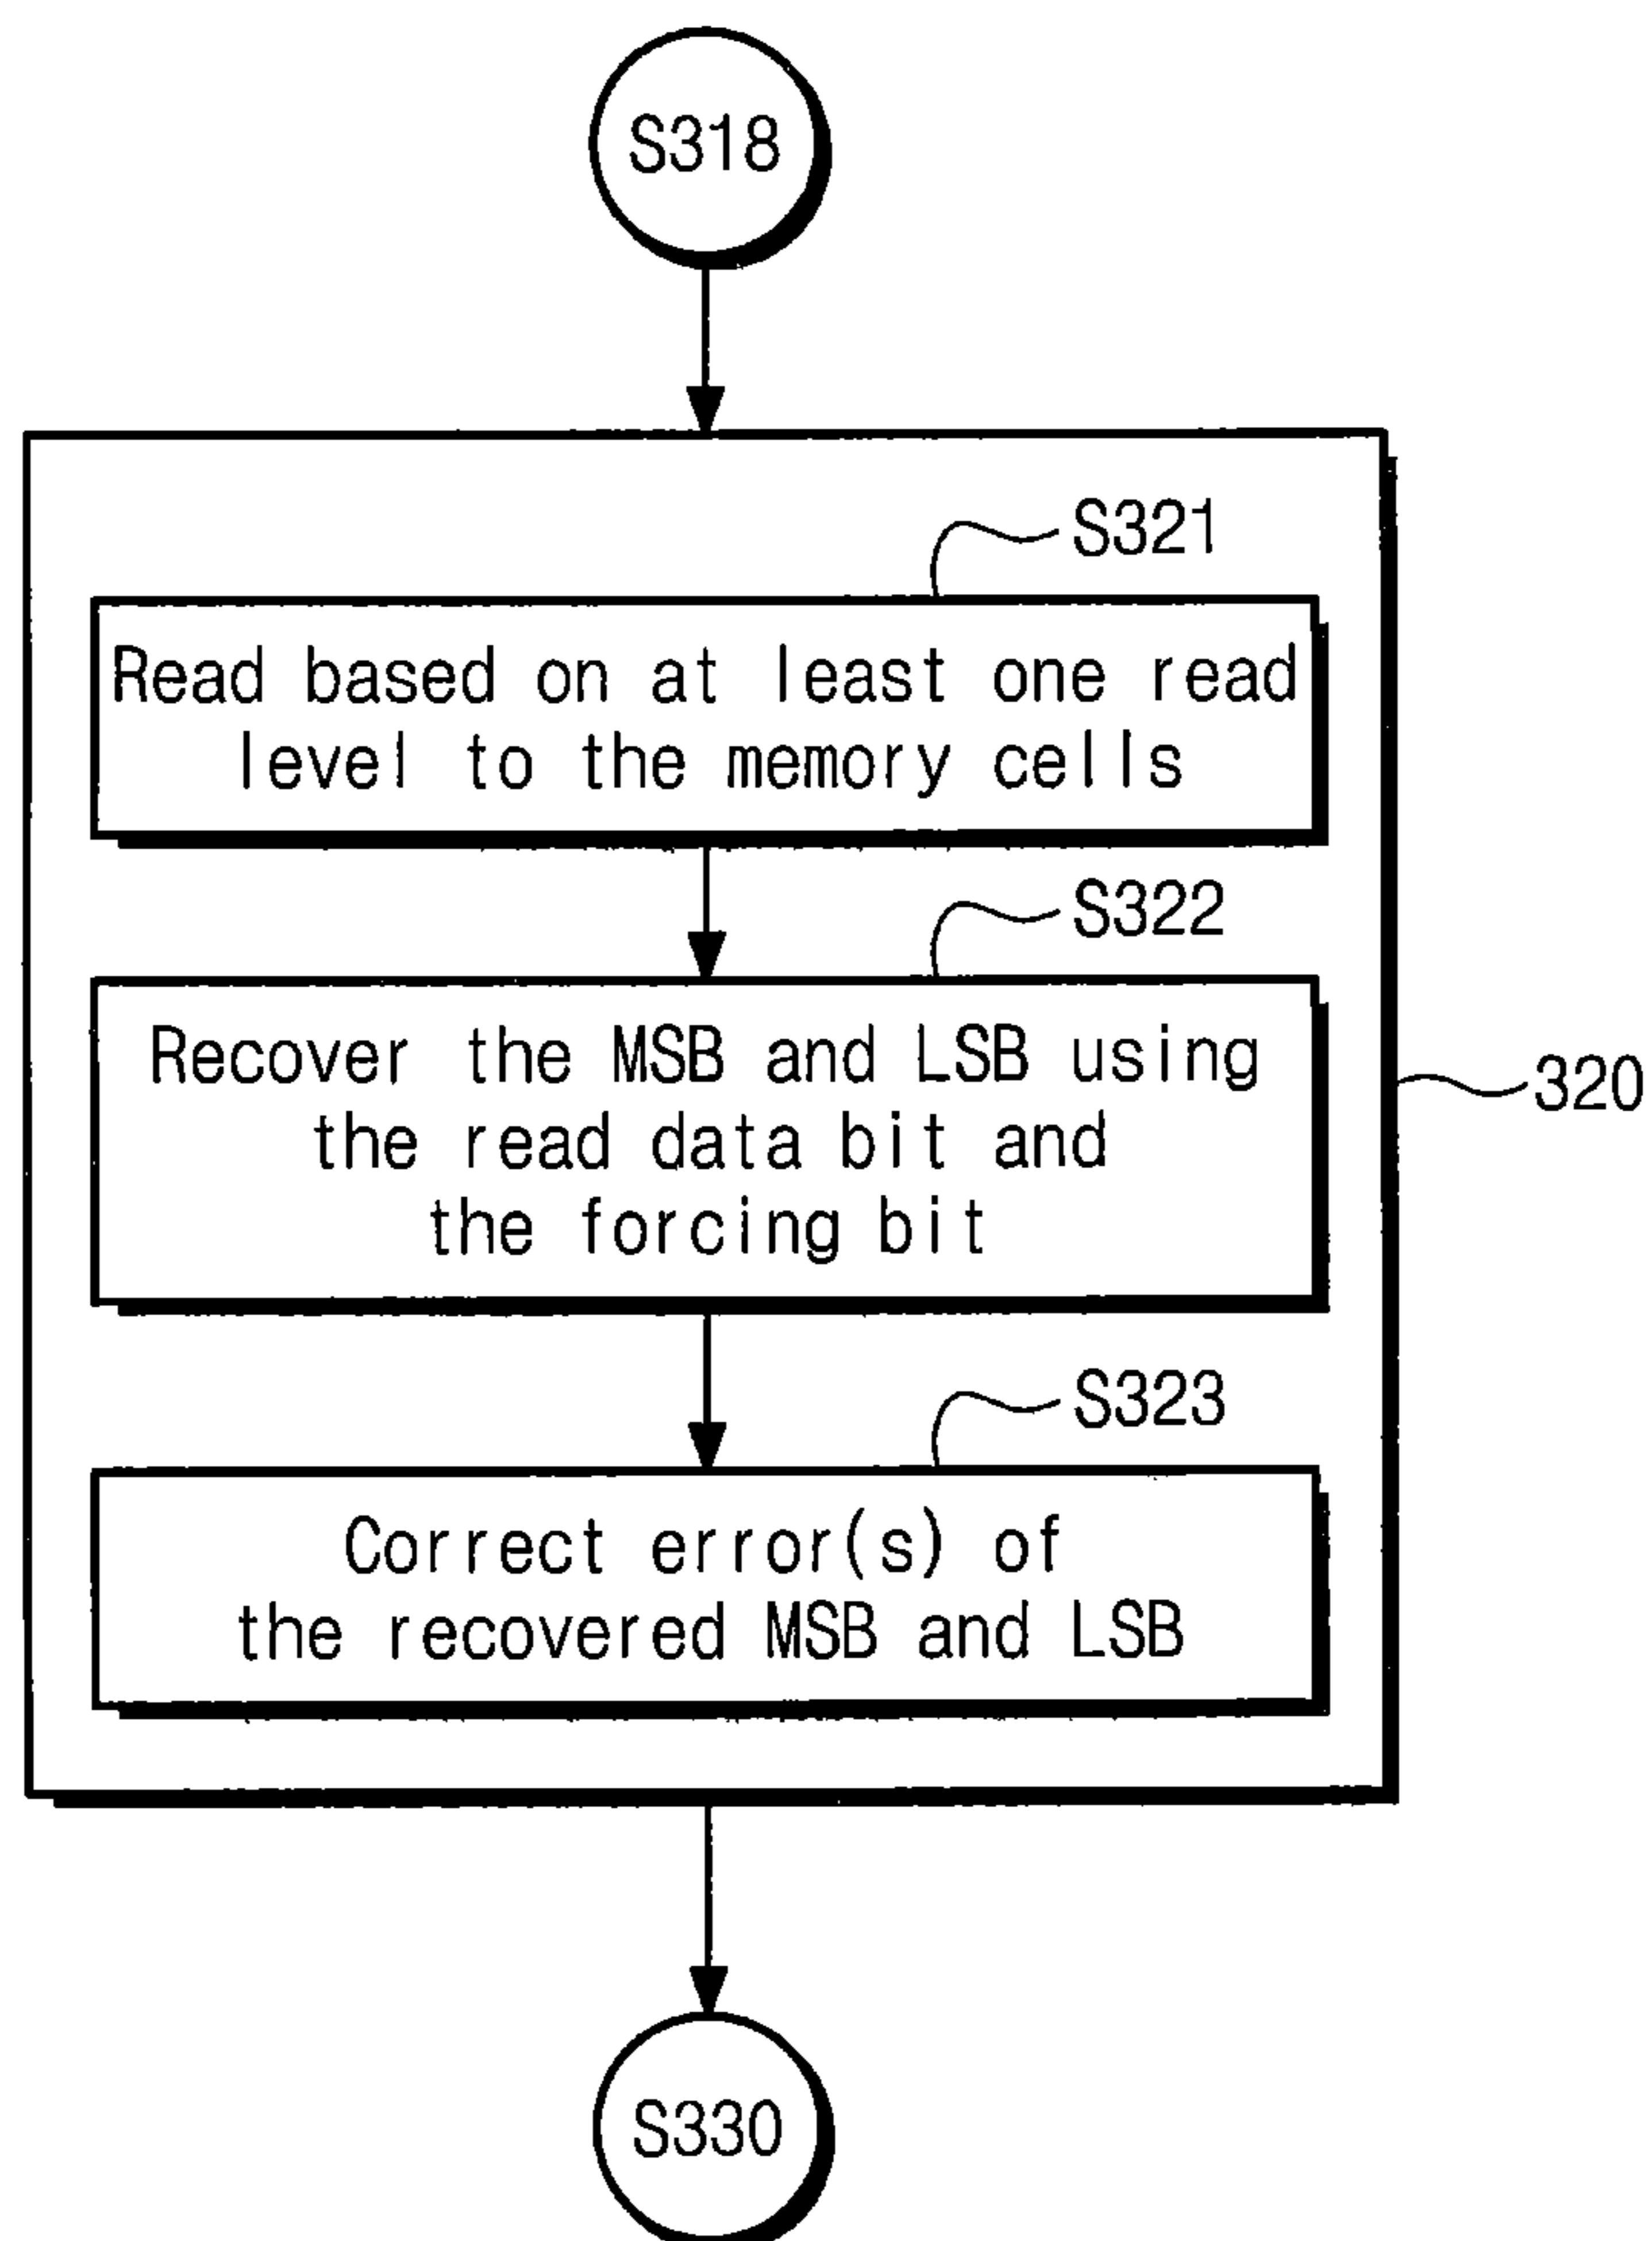 S318
S321
Read based on at least one read
level to the memory cells
S322
Recover the MSB and LSB using
the read data bit and
the forcing bit
320
S323
Correct error(s) of
the recovered MSB and LSB
S330